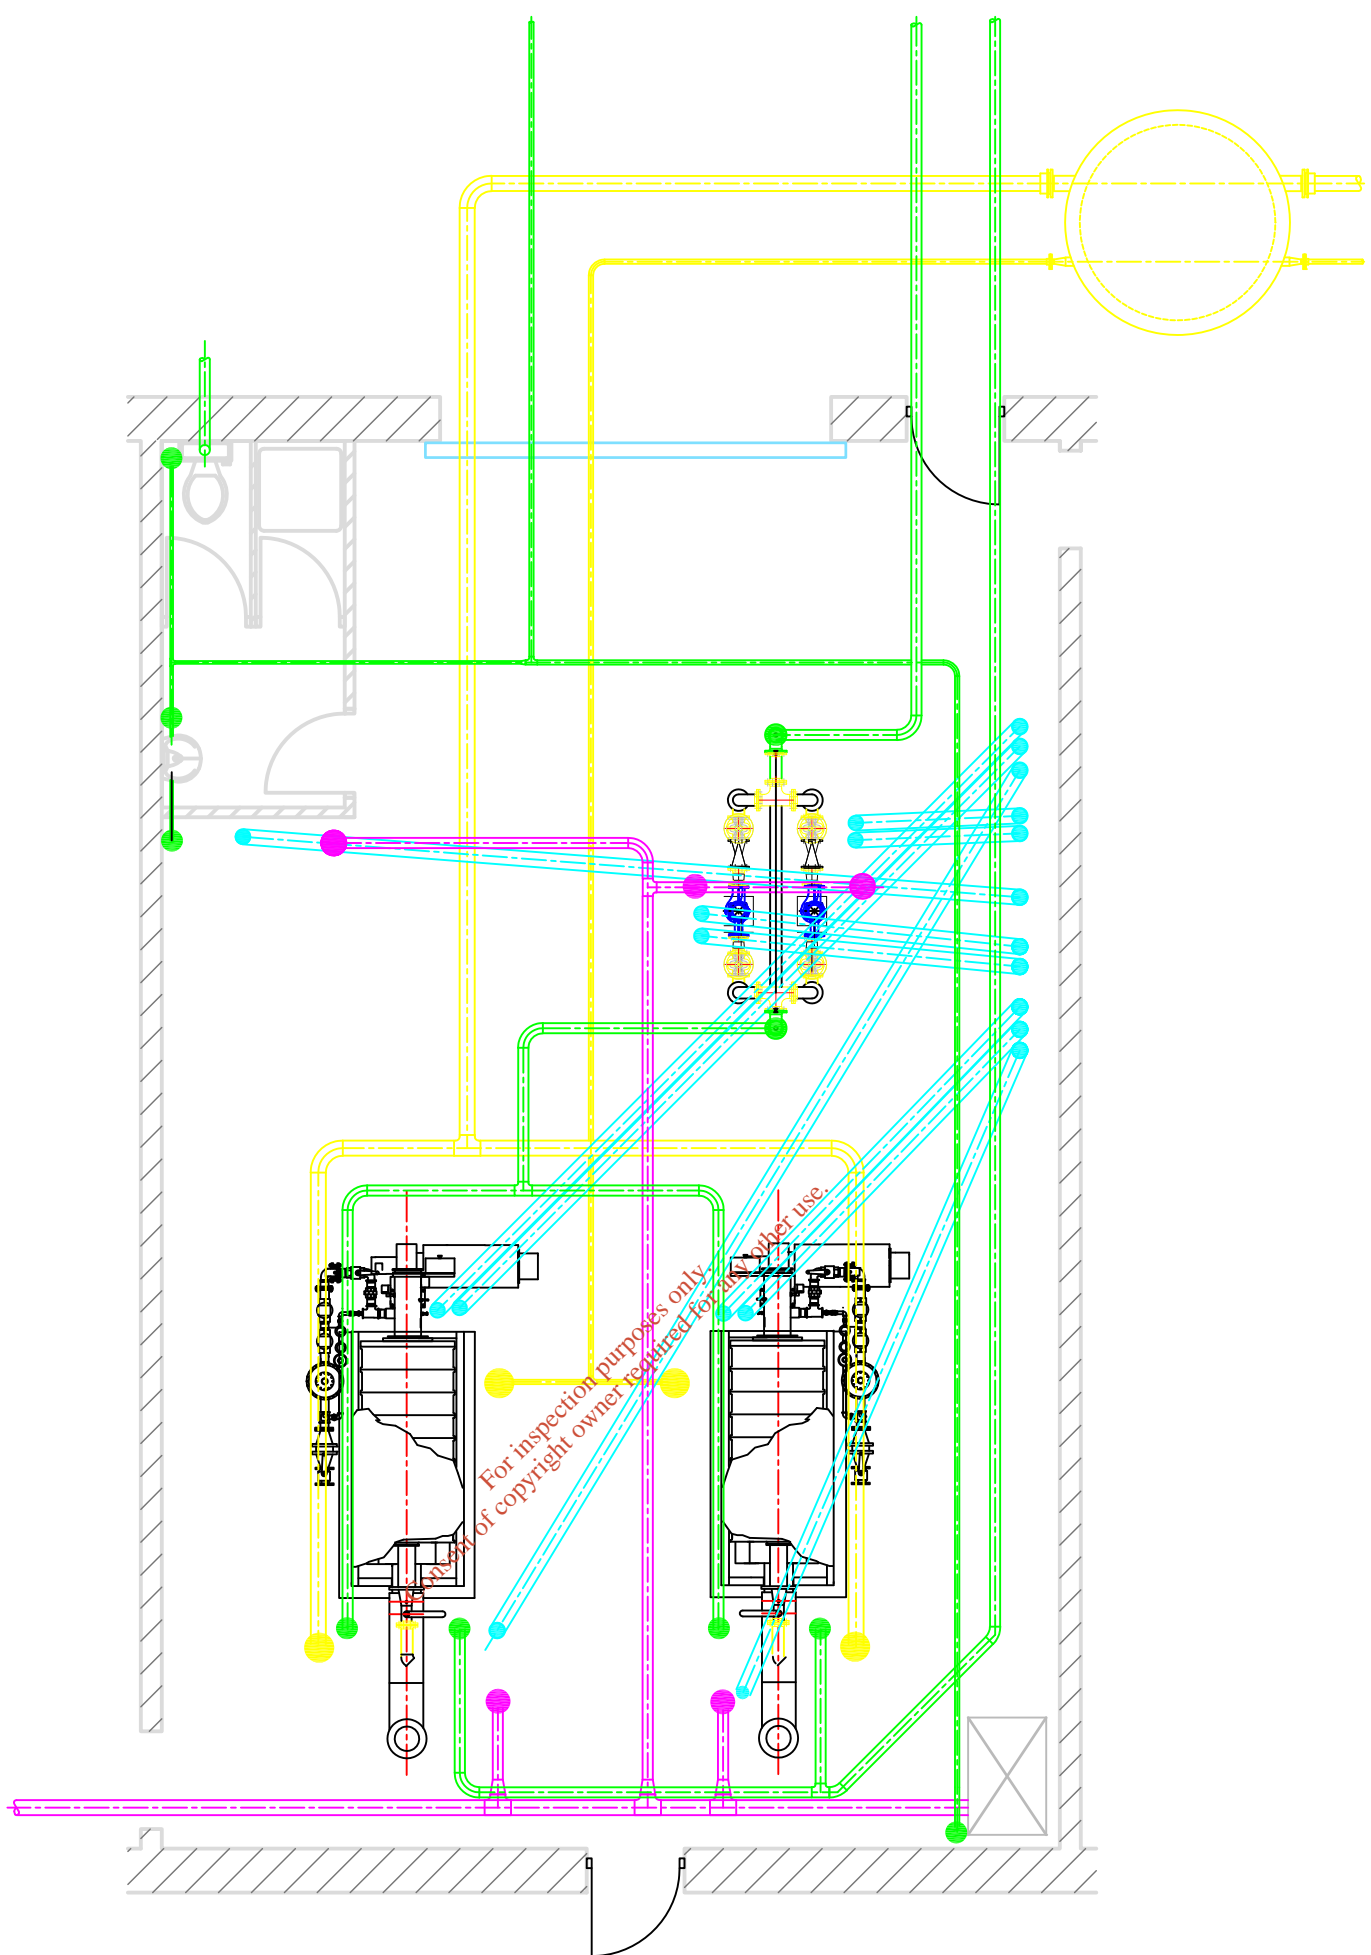 For inspection purposes only.
Consent of copyright owner required for any other use.